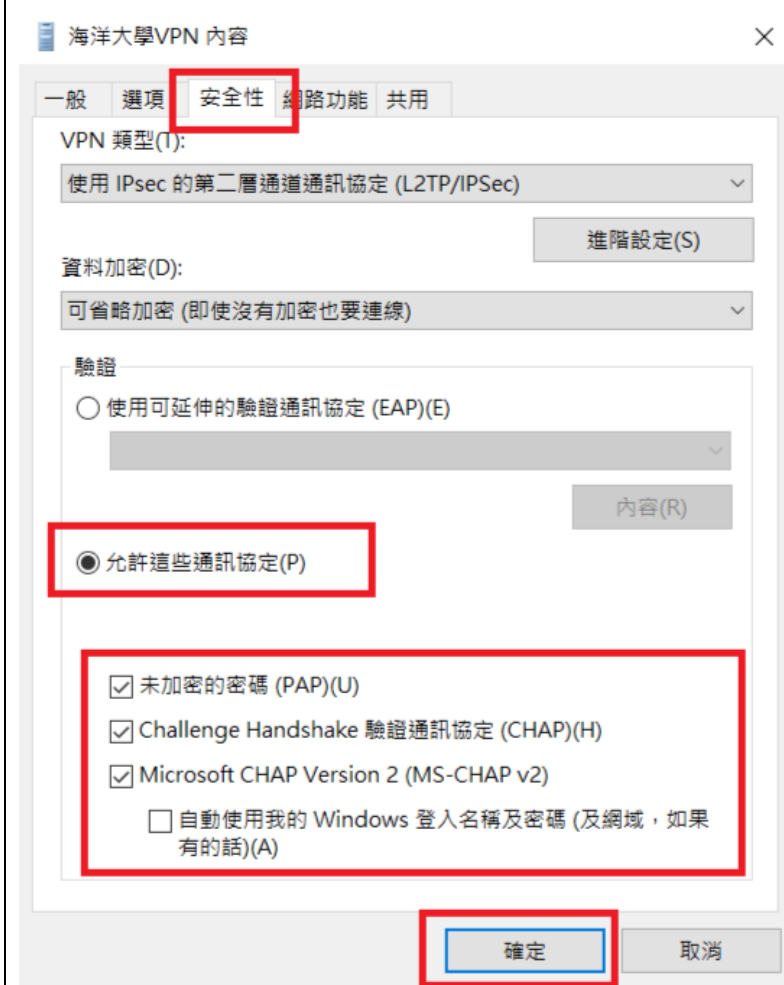 海洋大學VPN 內容
一般 選項 安全性 網路功能 共用
VPN 類型(T):
使用 IPsec 的第二層通道通訊協定 (L2TP/IPSec)
進階設定(S)
資料加密(D):
可省略加密 (即使沒有加密也要連線)
驗證
使用可延伸的驗證通訊協定 (EAP)(E)
內容(R)
允許這些通訊協定(P)
未加密的密碼 (PAP)(U)
Challenge Handshake 驗證通訊協定 (CHAP)(H)
Microsoft CHAP Version 2 (MS-CHAP v2)
自動使用我的 Windows 登入名稱及密碼 (及網域，如果
有的話)(A)
確定 取消